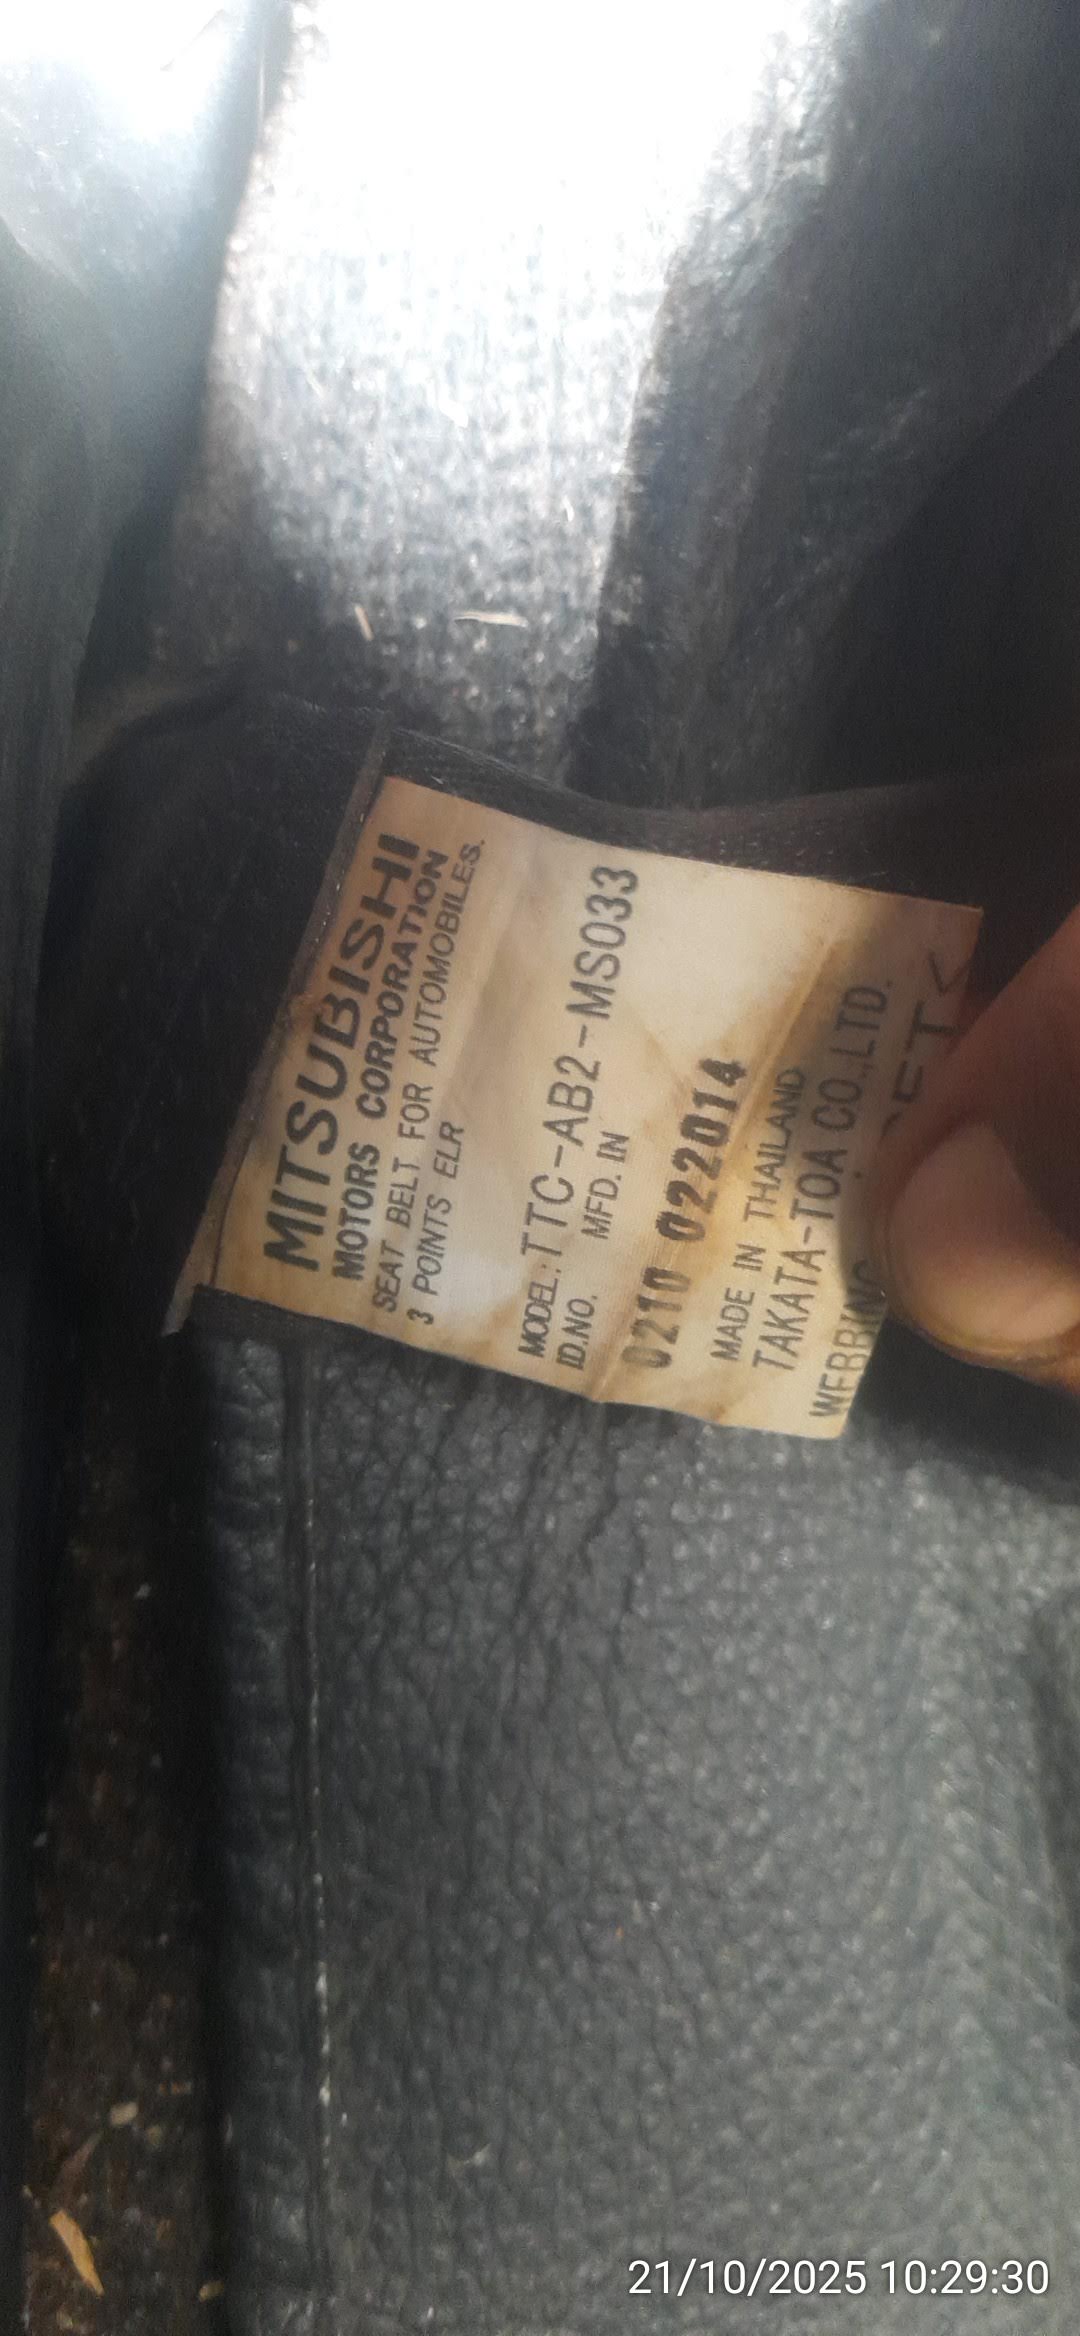 MITSUBISHI
MOTORS CORPORATION
SEAT BELT FOR AUTOMOBILES.
3 POINTS ELR
MODEL: TTC-AB2-MS033
ID.NO. MFD. IN
0210 022014
MADE IN THAILAND
TAKATA-TOA CO.,LTD.
WEBBING
21/10/2025 10:29:30